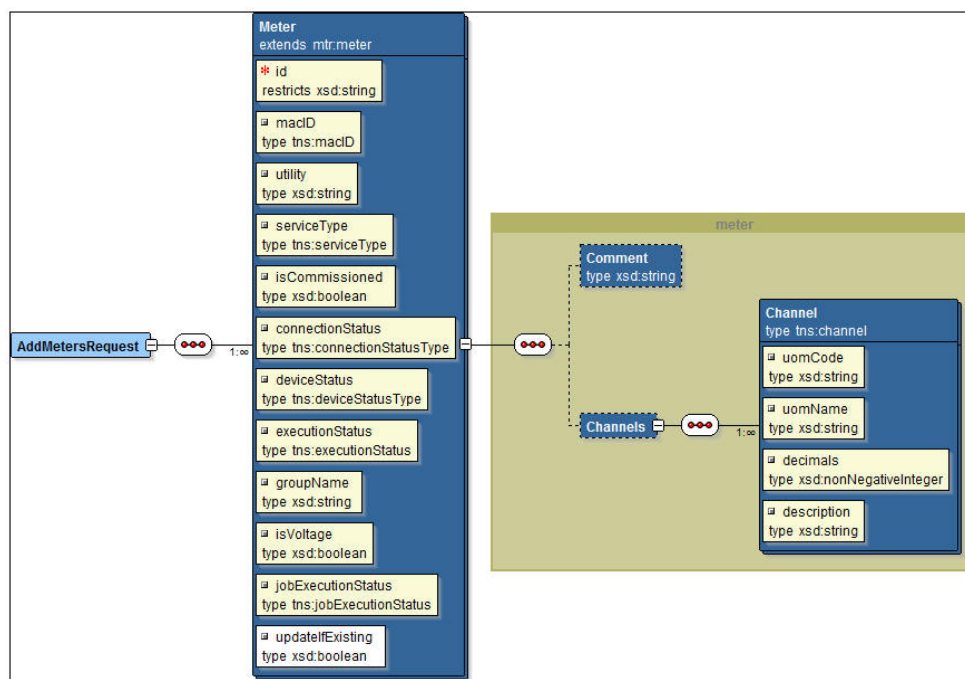 AddMetersRequest
1:∞
Meter
extends mtr:meter
* id
restricts xsd:string
macID
type tns:macID
utility
type xsd:string
serviceType
type tns:serviceType
isCommissioned
type xsd:boolean
connectionStatus
type tns:connectionStatusType
deviceStatus
type tns:deviceStatusType
executionStatus
type tns:executionStatus
groupName
type xsd:string
isVoltage
type xsd:boolean
jobExecutionStatus
type tns:jobExecutionStatus
updateIfExisting
type xsd:boolean
meter
Comment
type xsd:string
Channels
1:∞
Channel
type tns:channel
uomCode
type xsd:string
uomName
type xsd:string
decimals
type xsd:nonNegativeInteger
description
type xsd:string